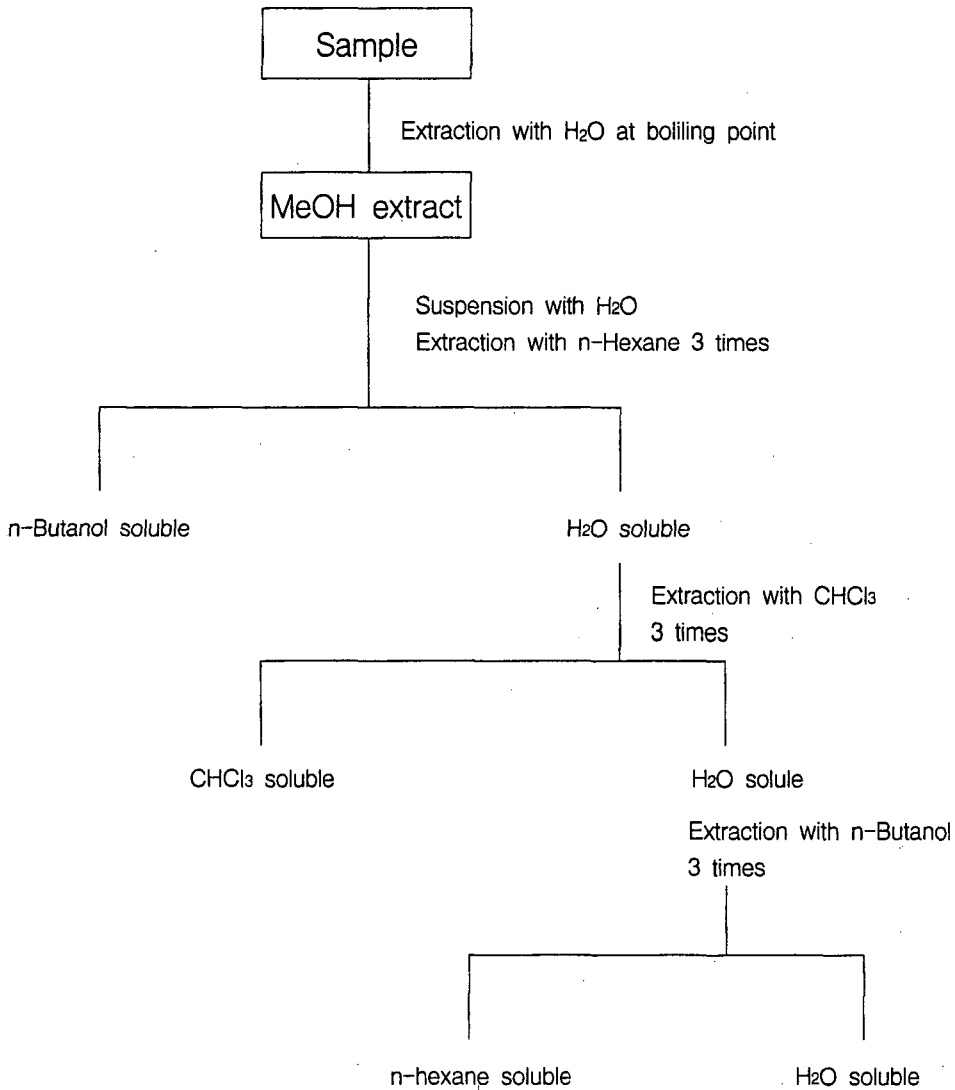 Sample
Extraction with H₂O at boliling point
MeOH extract
Suspension with H₂O
Extraction with n-Hexane 3 times
n-Butanol soluble
H₂O soluble
Extraction with CHCl₃
3 times
CHCl₃ soluble
H₂O solule
Extraction with n-Butanol
3 times
n-hexane soluble
H₂O soluble